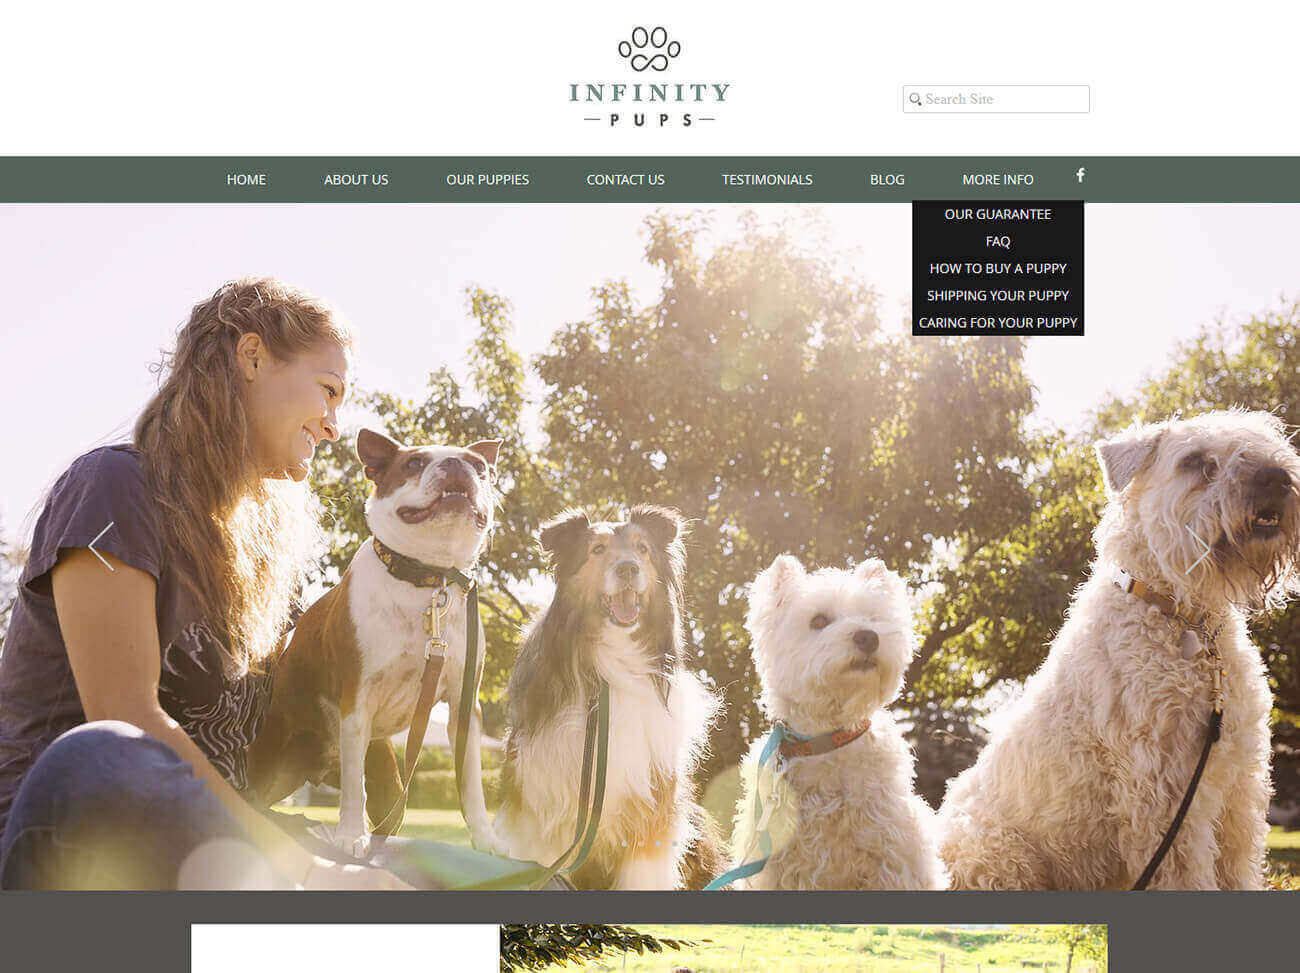 INFINITY
PUPS
Search Site
HOME ABOUT US OUR PUPPIES CONTACT US TESTIMONIALS BLOG MORE INFO
OUR GUARANTEE
FAQ
HOW TO BUY A PUPPY
SHIPPING YOUR PUPPY
CARING FOR YOUR PUPPY